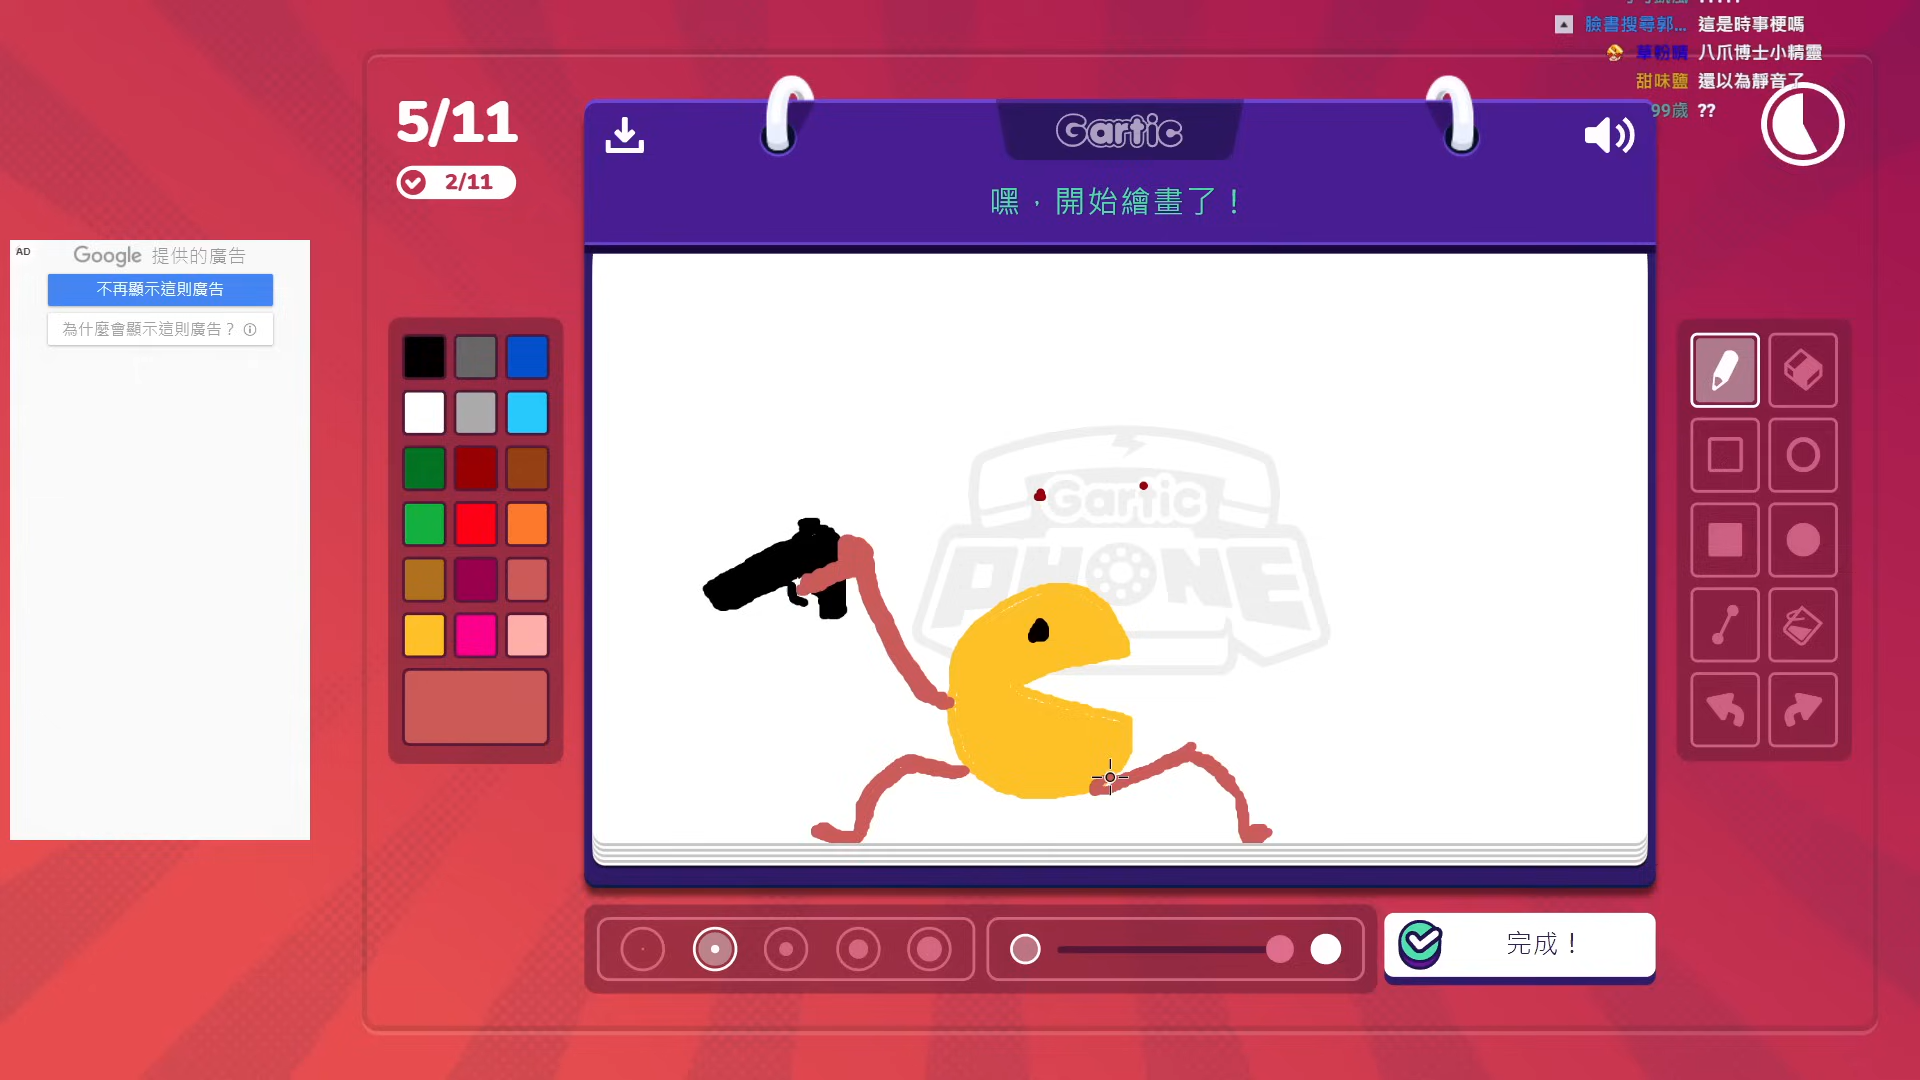 臉書搜尋郭... 這是時事梗嗎
華粉晴 八爪博士小精靈
甜味鹽 還以為靜音了
99歲 ??
5/11
2/11
Gartic
嘿，開始繪畫了！
AD
Google 提供的廣告
不再顯示這則廣告
為什麼會顯示這則廣告？
Gartic
PHONE
完成！